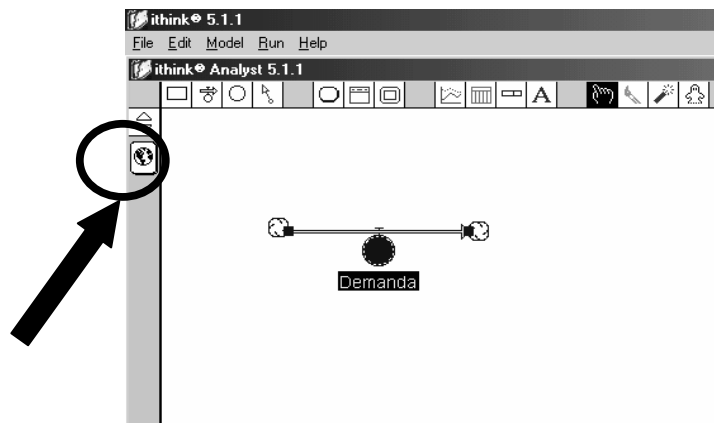 ithink® 5.1.1
File Edit Model Run Help
ithink® Analyst 5.1.1
A
Demanda